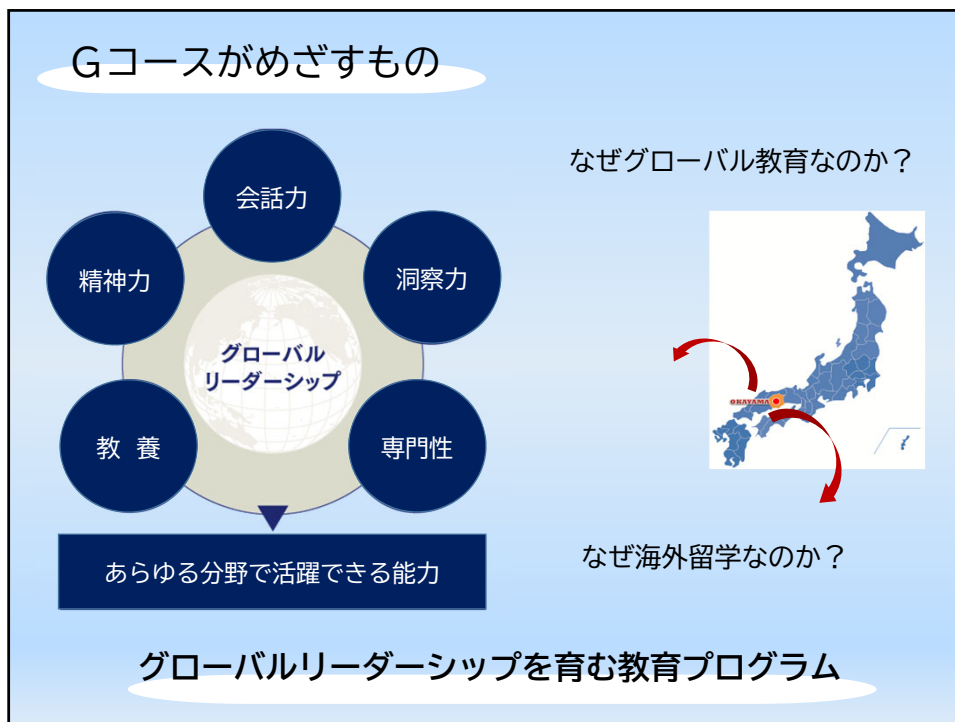 Gコースがめざすもの
会話力
精神力
洞察力
グローバル
リーダーシップ
教 養
専門性
あらゆる分野で活躍できる能力
なぜグローバル教育なのか？
OKAYAMA
なぜ海外留学なのか？
グローバルリーダーシップを育む教育プログラム